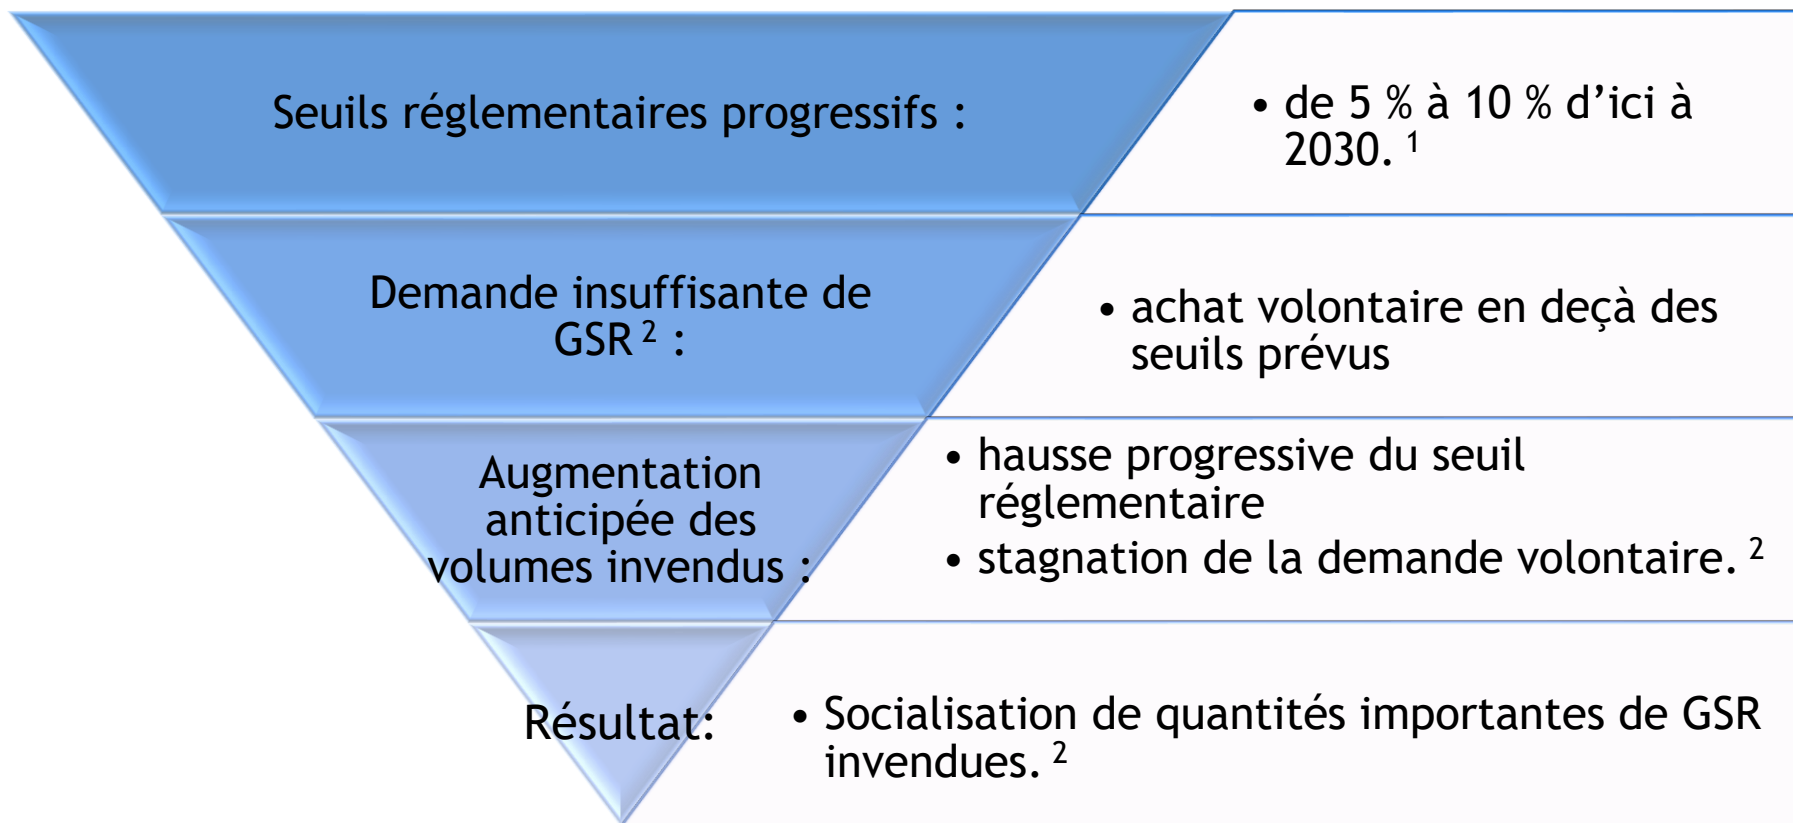 Seuils réglementaires progressifs :
• de 5 % à 10 % d’ici à
2030. ¹
Demande insuffisante de
GSR ² :
• achat volontaire en deçà des
seuils prévus
Augmentation
anticipée des
volumes invendus :
• hausse progressive du seuil
réglementaire
• stagnation de la demande volontaire. ²
Résultat:
• Socialisation de quantités importantes de GSR
invendues. ²